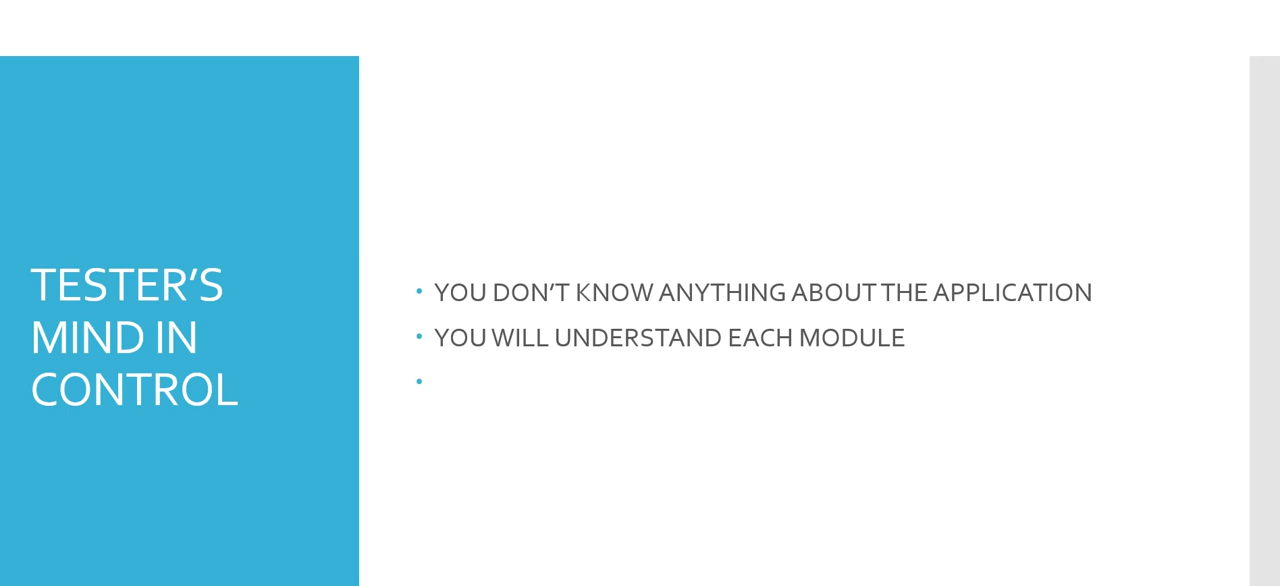 TESTER’S
MIND IN
CONTROL
• YOU DON’T KNOW ANYTHING ABOUT THE APPLICATION
• YOU WILL UNDERSTAND EACH MODULE
•